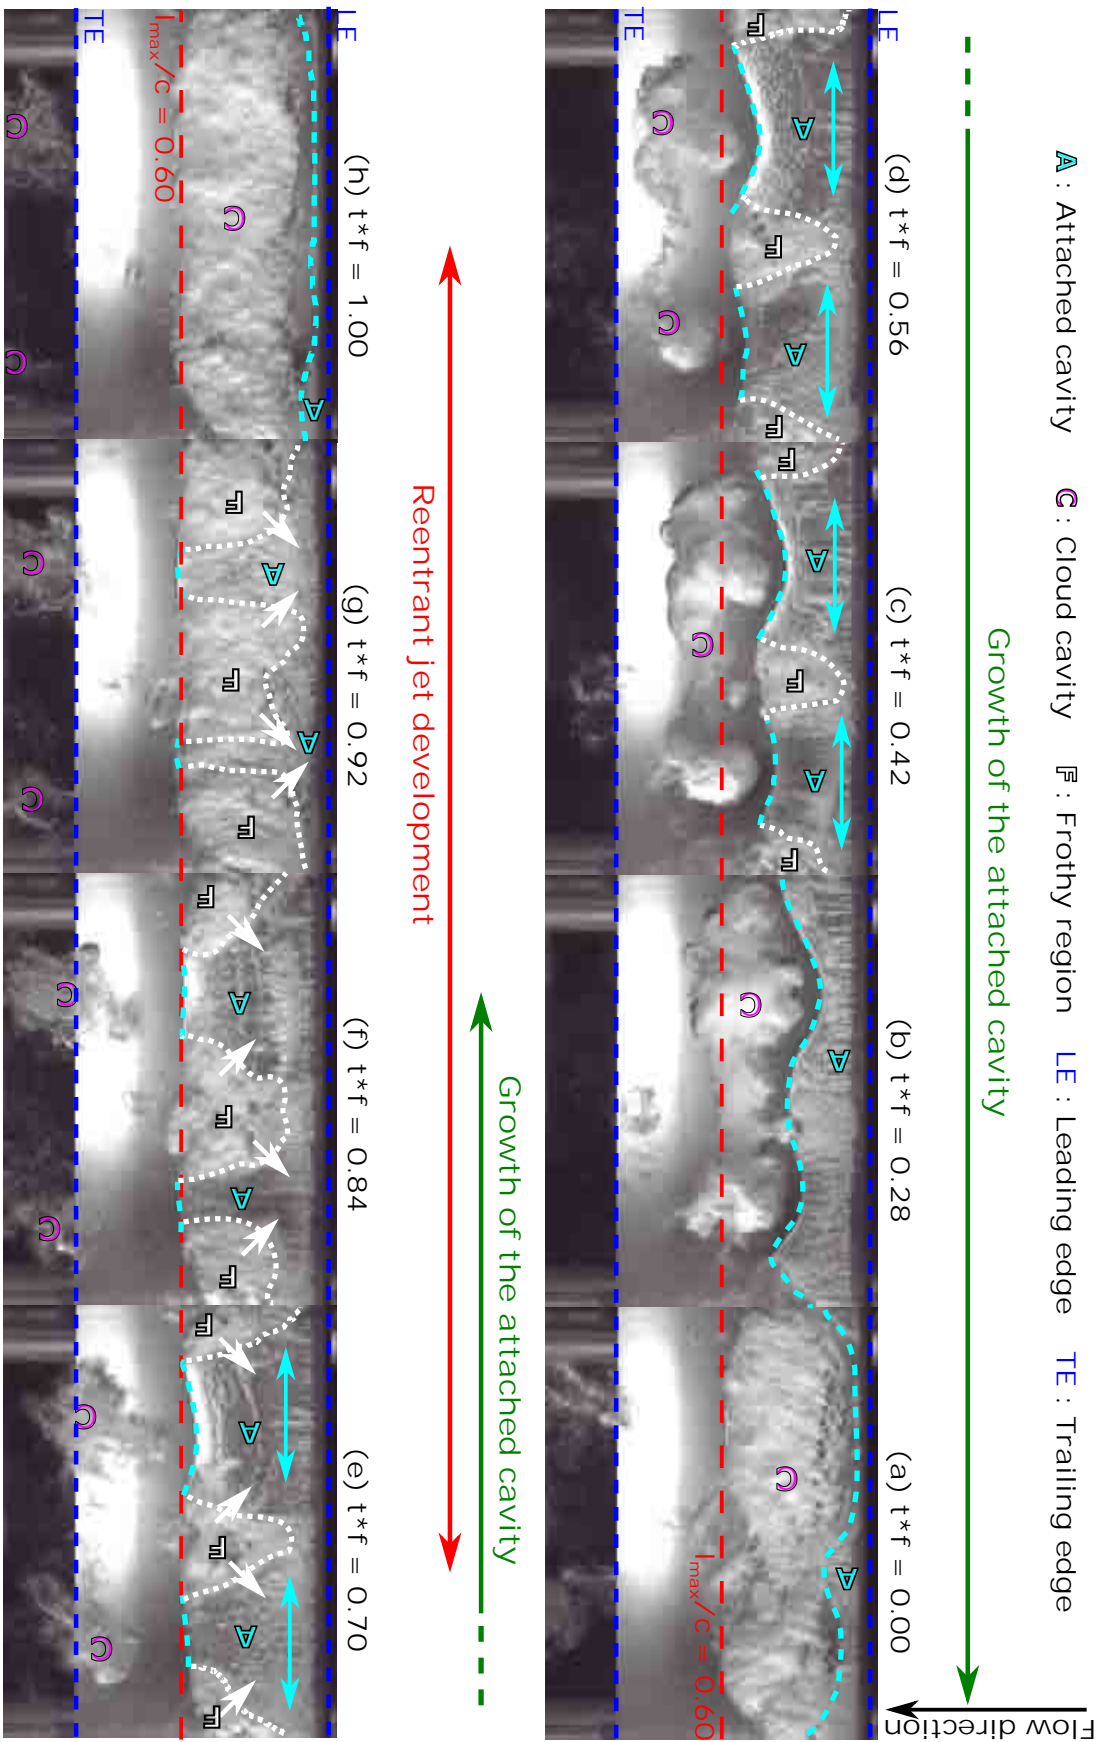 A : Attached cavity C : Cloud cavity F : Frothy region LE : Leading edge TE : Trailing edge
Flow direction
Growth of the attached cavity
(d) t*f = 0.56 (c) t*f = 0.42 (b) t*f = 0.28 (a) t*f = 0.00
LE
F A F A F
C C
F A F A F
C
A
C
A
C
l_max/c = 0.60
TE
Growth of the attached cavity
Reentrant jet development
(h) t*f = 1.00 (g) t*f = 0.92 (f) t*f = 0.84 (e) t*f = 0.70
LE
A
C
l_max/c = 0.60
C C
F A F A F
C C
F A F A F
C C
F A F A F
C C
TE